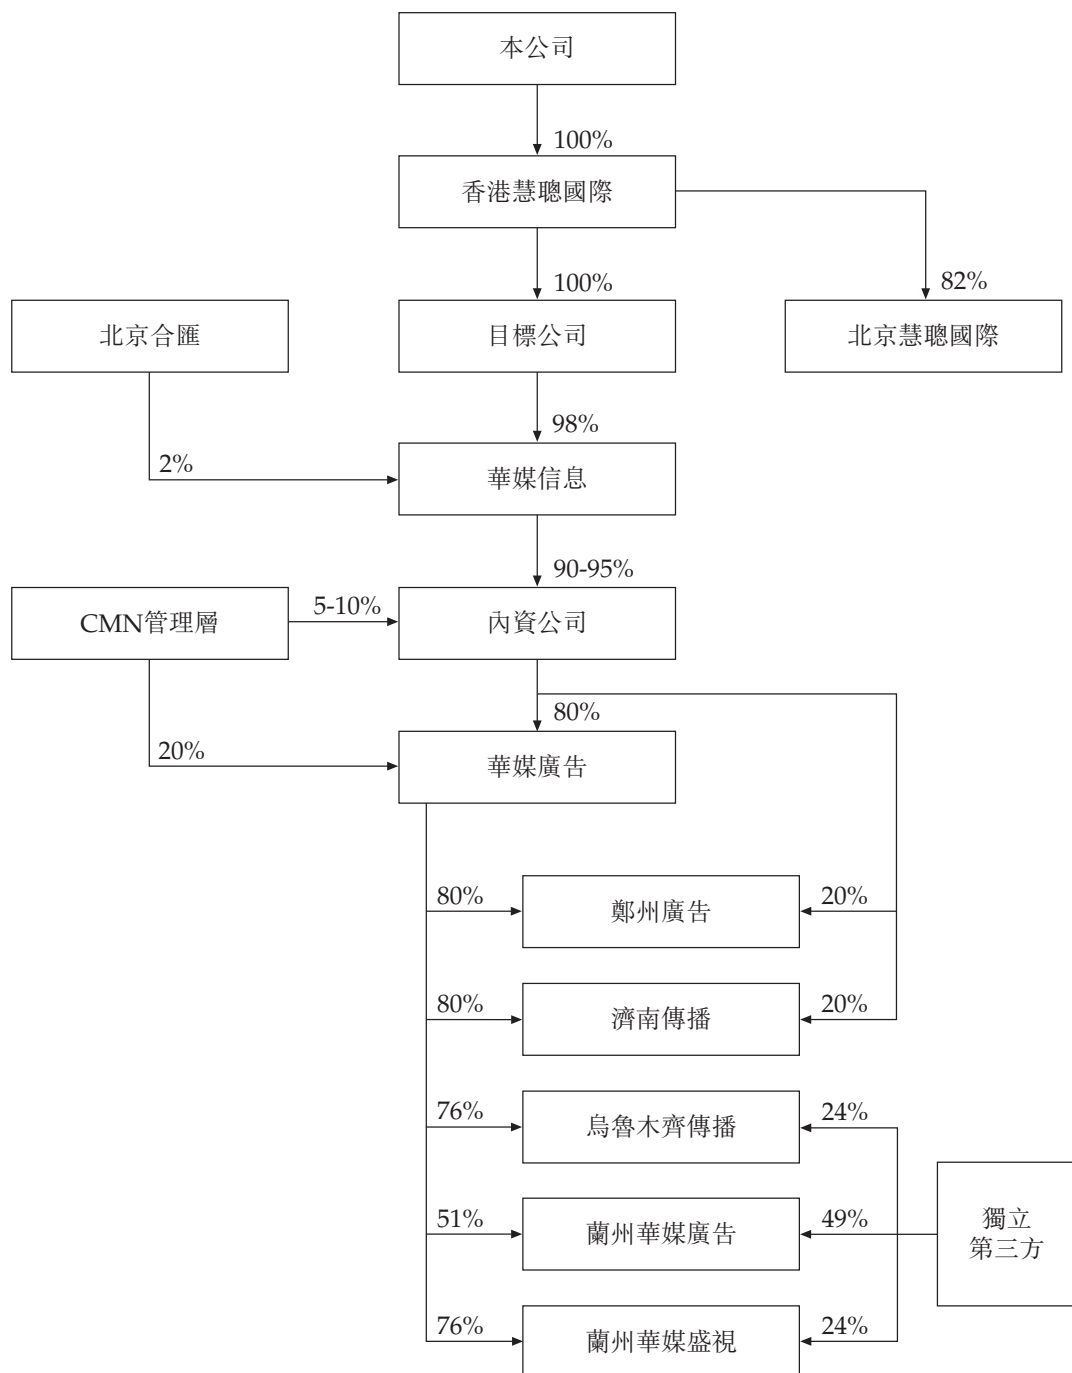 本公司
100%
香港慧聰國際
100%
82%
北京合匯
目標公司
北京慧聰國際
98%
2%
華媒信息
90-95%
5-10%
CMN管理層
內資公司
80%
20%
華媒廣告
80%
鄭州廣告
20%
80%
濟南傳播
20%
76%
烏魯木齊傳播
24%
51%
蘭州華媒廣告
49%
獨立
第三方
76%
蘭州華媒盛視
24%